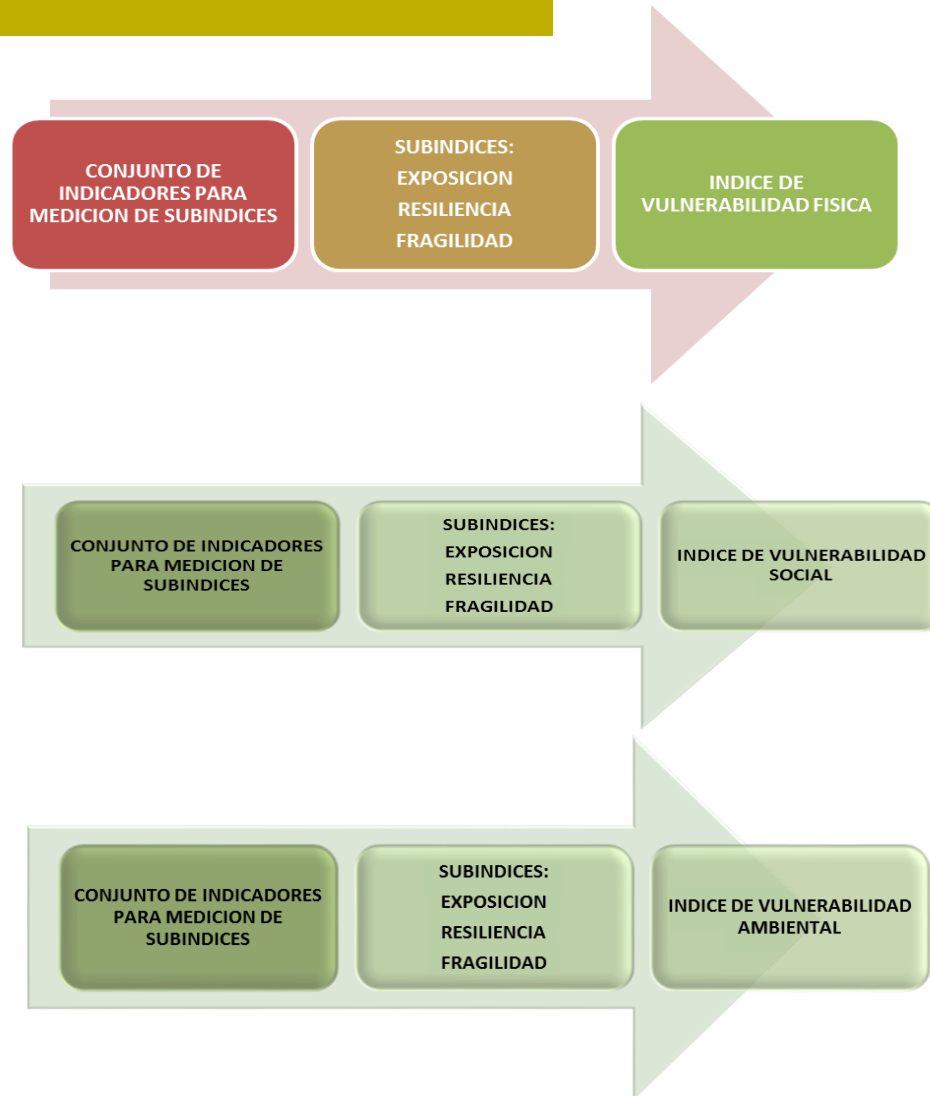 CONJUNTO DE
INDICADORES PARA
MEDICION DE SUBINDICES
SUBINDICES:
EXPOSICION
RESILIENCIA
FRAGILIDAD
INDICE DE
VULNERABILIDAD FISICA
CONJUNTO DE INDICADORES
PARA MEDICION DE
SUBINDICES
SUBINDICES:
EXPOSICION
RESILIENCIA
FRAGILIDAD
INDICE DE VULNERABILIDAD
SOCIAL
CONJUNTO DE INDICADORES
PARA MEDICION DE
SUBINDICES
SUBINDICES:
EXPOSICION
RESILIENCIA
FRAGILIDAD
INDICE DE VULNERABILIDAD
AMBIENTAL